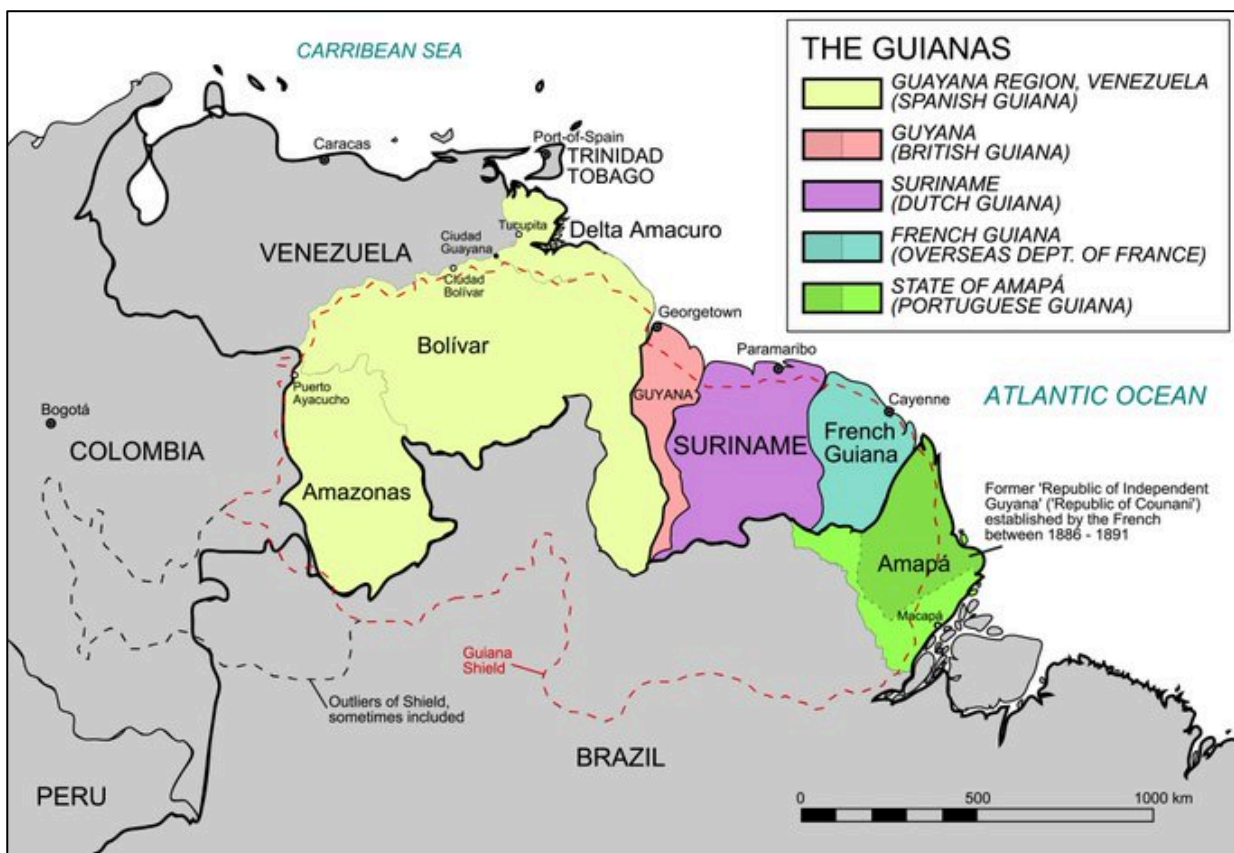 CARRIBEAN SEA
THE GUIANAS
GUAYANA REGION, VENEZUELA
(SPANISH GUIANA)
GUYANA
(BRITISH GUIANA)
SURINAME
(DUTCH GUIANA)
FRENCH GUIANA
(OVERSEAS DEPT. OF FRANCE)
STATE OF AMAPÁ
(PORTUGUESE GUIANA)
Caracas
Port-of-Spain
TRINIDAD
TOBAGO
Tucupita
Delta Amacuro
Ciudad
Guayana
VENEZUELA
Ciudad
Bolívar
Georgetown
Bolívar
Paramaribo
Puerto
Ayacucho
GUYANA
Cayenne
ATLANTIC OCEAN
Bogotá
COLOMBIA
SURINAME
French
Guiana
Amazonas
Former 'Republic of Independent
Guyana' ('Republic of Counani')
established by the French
between 1886 - 1891
Amapá
Macapá
Guiana
Shield
Outliers of Shield,
sometimes included
BRAZIL
PERU
0 500 1000 km